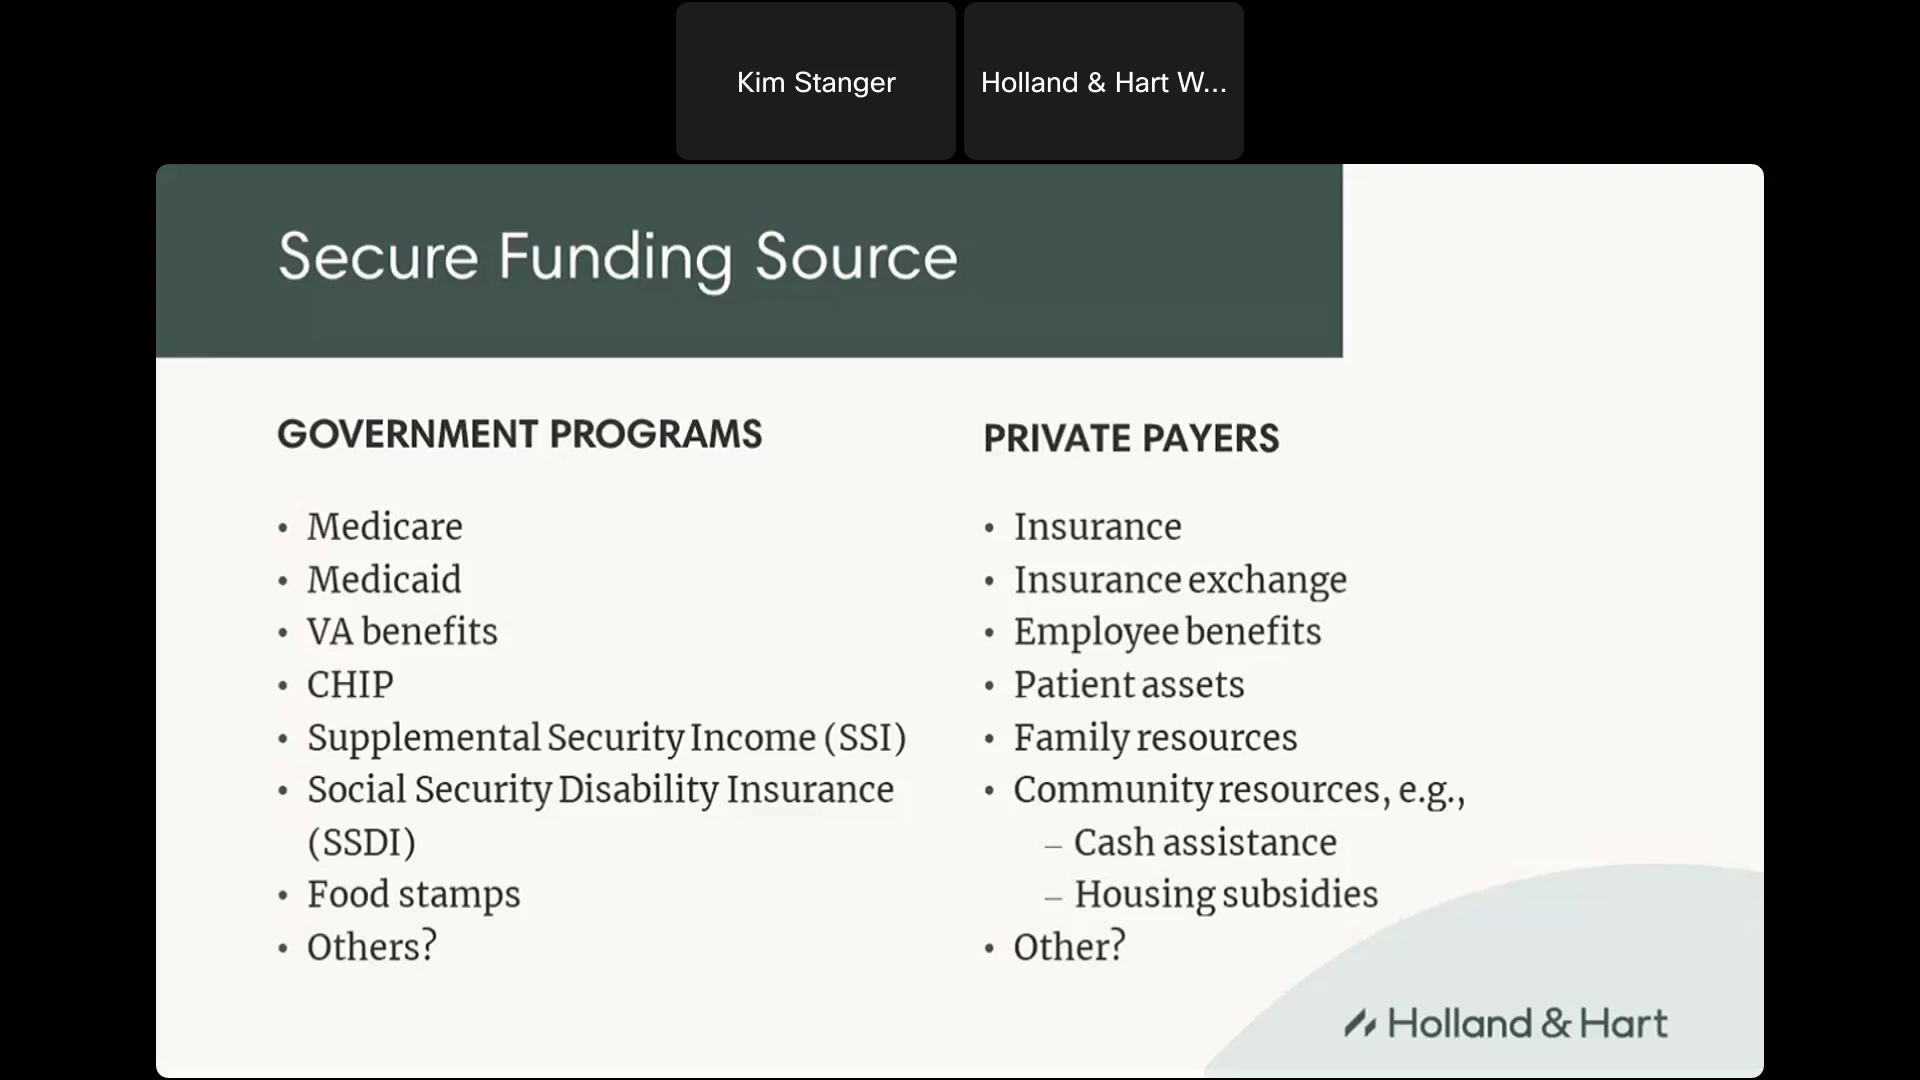 Kim Stanger
Holland & Hart W...
Secure Funding Source
GOVERNMENT PROGRAMS
• Medicare
• Medicaid
• VA benefits
• CHIP
• Supplemental Security Income (SSI)
• Social Security Disability Insurance
(SSDI)
• Food stamps
• Others?
PRIVATE PAYERS
• Insurance
• Insurance exchange
• Employee benefits
• Patient assets
• Family resources
• Community resources, e.g.,
– Cash assistance
– Housing subsidies
• Other?
Holland & Hart